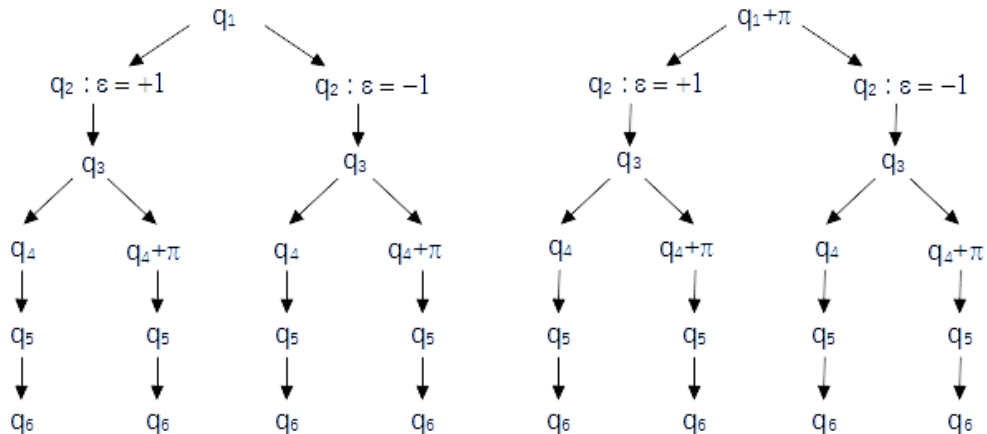 q₁ q₁+π
q₂ : ε = +1 q₂ : ε = −1 q₂ : ε = +1 q₂ : ε = −1
q₃ q₃ q₃ q₃
q₄ q₄+π q₄ q₄+π q₄ q₄+π q₄ q₄+π
q₅ q₅ q₅ q₅ q₅ q₅ q₅ q₅
q₆ q₆ q₆ q₆ q₆ q₆ q₆ q₆